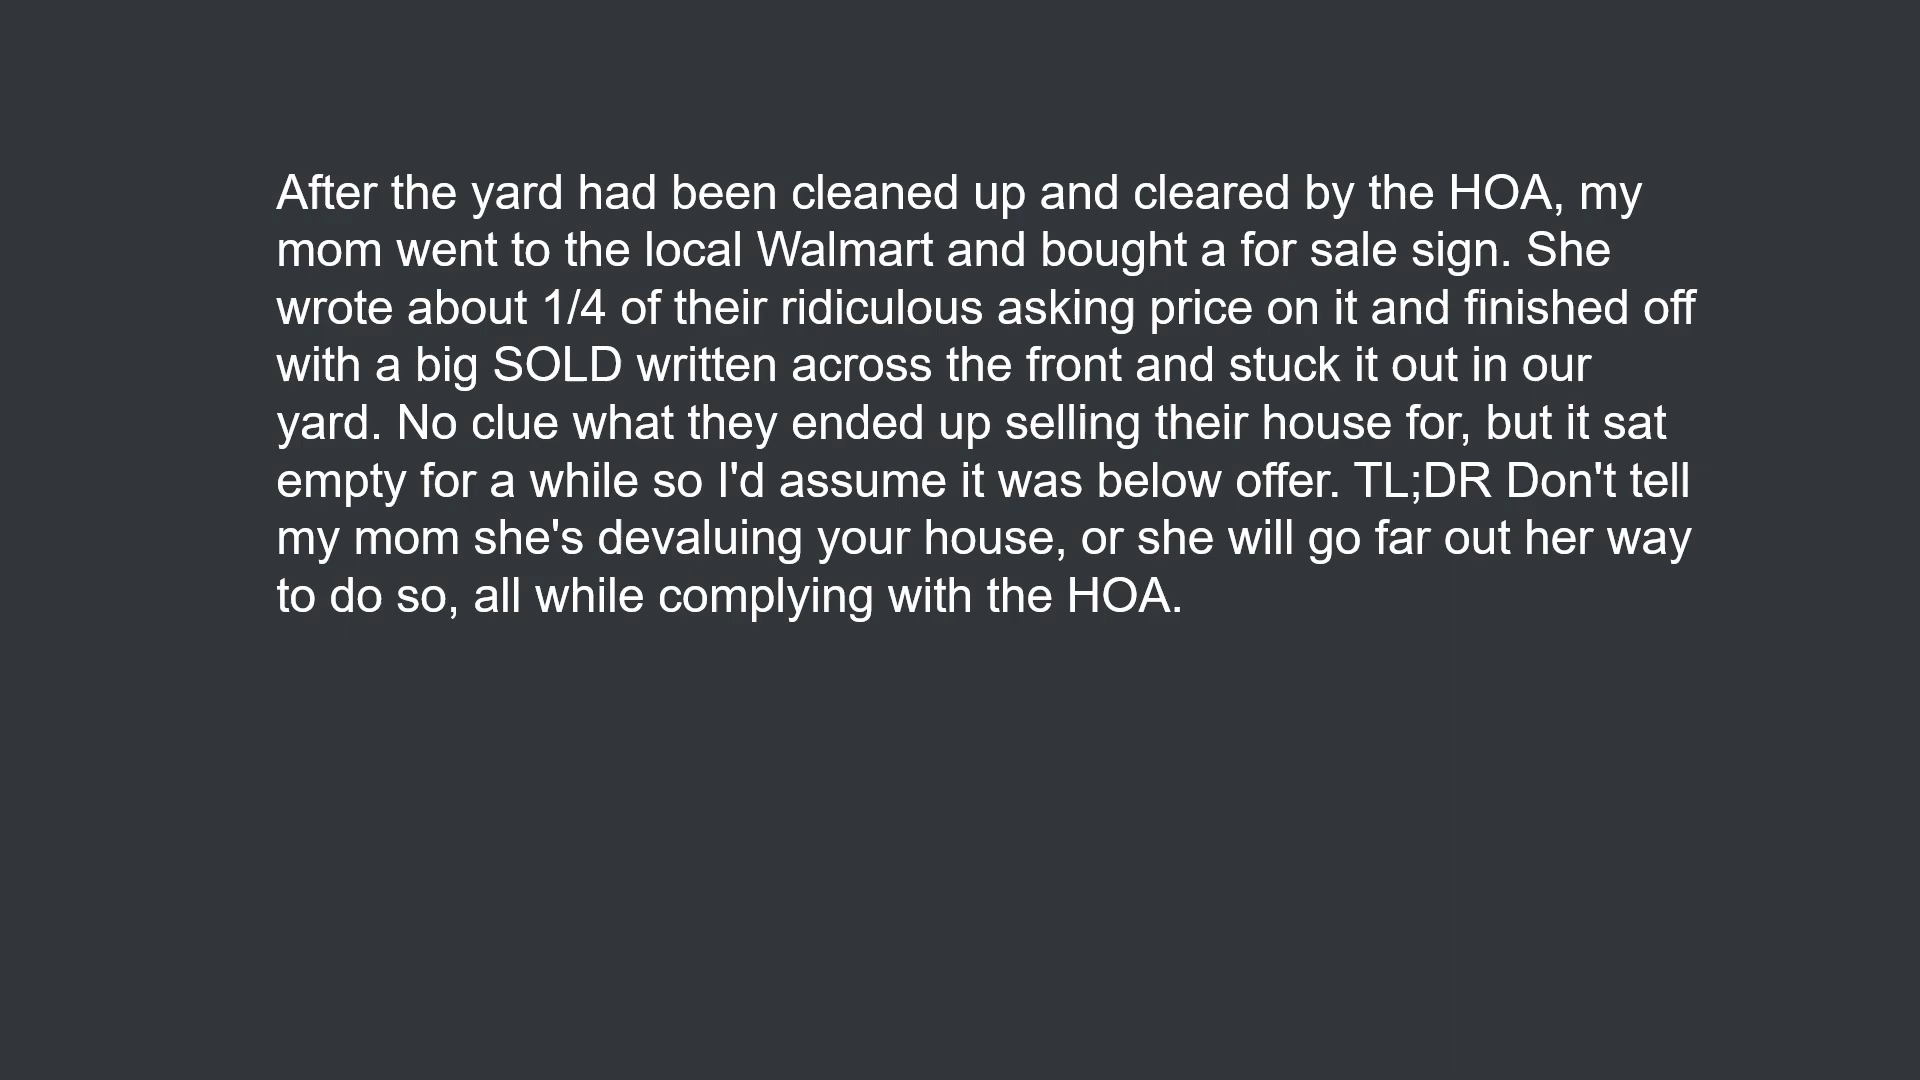 After the yard had been cleaned up and cleared by the HOA, my
mom went to the local Walmart and bought a for sale sign. She
wrote about 1/4 of their ridiculous asking price on it and finished off
with a big SOLD written across the front and stuck it out in our
yard. No clue what they ended up selling their house for, but it sat
empty for a while so I'd assume it was below offer. TL;DR Don't tell
my mom she's devaluing your house, or she will go far out her way
to do so, all while complying with the HOA.